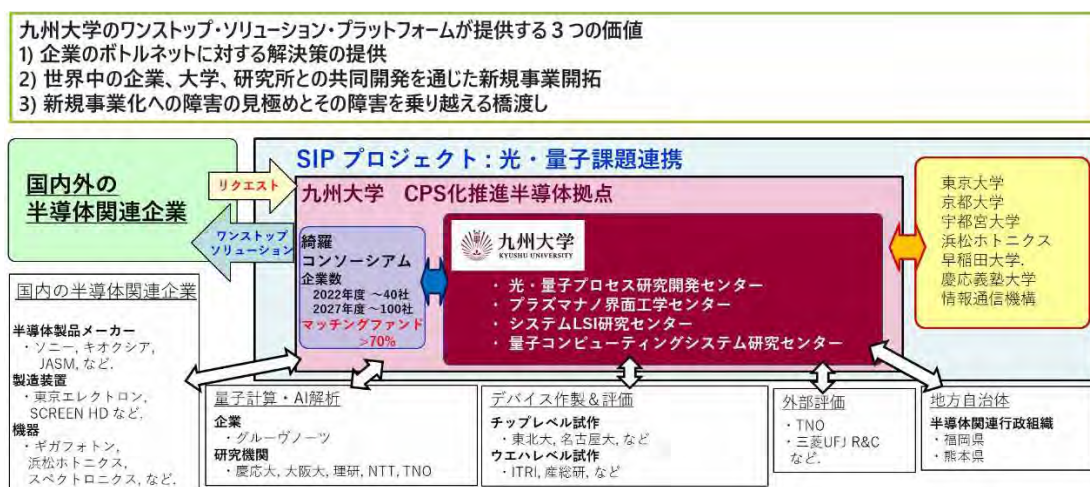 九州大学のワンストップ・ソリューション・プラットフォームが提供する３つの価値
1) 企業のボトルネットに対する解決策の提供
2) 世界中の企業、大学、研究所との共同開発を通じた新規事業開拓
3) 新規事業化への障害の見極めとその障害を乗り越える橋渡し
SIP プロジェクト：光・量子課題連携
国内外の
半導体関連企業
リクエスト
ワンストップ
ソリューション
九州大学　CPS化推進半導体拠点
綺羅
コンソーシアム
企業数
2022年度 ～40社
2027年度 ～100社
マッチングファンド
>70%
九州大学
KYUSHU UNIVERSITY
・ 光・量子プロセス研究開発センター
・ プラズマナノ界面工学センター
・ システムLSI研究センター
・ 量子コンピューティングシステム研究センター
東京大学
京都大学
宇都宮大学
浜松ホトニクス
早稲田大学.
慶応義塾大学
情報通信機構
国内の半導体関連企業
半導体製品メーカー
・ソニー, キオクシア,
JASM, など.
製造装置
・東京エレクトロン,
SCREEN HD など.
機器
・ギガフォトン,
浜松ホトニクス,
スペクトロニクス, など.
量子計算・AI解析
企業
・グルーヴノーツ
研究機関
・慶応大, 大阪大, 理研, NTT, TNO
デバイス作製＆評価
チップレベル試作
・東北大, 名古屋大, など
ウエハレベル試作
・ITRI, 産総研, など
外部評価
・TNO
・三菱UFJ R&C
など.
地方自治体
半導体関連行政組織
・福岡県
・熊本県